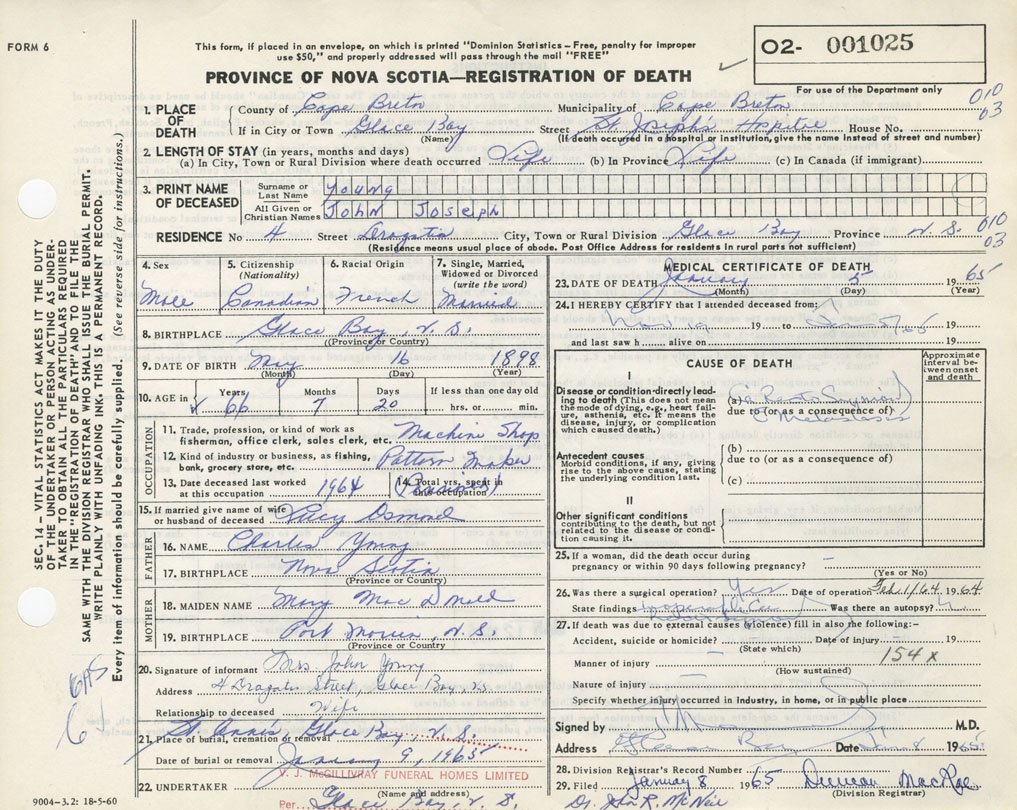 FORM 6
This form, if placed in an envelope, on which is printed "Dominion Statistics – Free, penalty for improper
use $50," and properly addressed will pass through the mail "FREE"
PROVINCE OF NOVA SCOTIA—REGISTRATION OF DEATH
O2- 001025
For use of the Department only
010
03
1. PLACE OF DEATH
County of Cape Breton Municipality of Cape Breton
If in City or Town Glace Bay Street St. Joseph's Hospital House No.
(Name) (If death occurred in a hospital or institution, give the name instead of street and number)
2. LENGTH OF STAY (in years, months and days)
(a) In City, Town or Rural Division where death occurred Life (b) In Province Life (c) In Canada (if immigrant)
3. PRINT NAME OF DECEASED
Surname or Last Name Young
All Given or Christian Names John Joseph
RESIDENCE No 4 Street City, Town or Rural Division Glace Bay Province N. S. 010
03
(Residence means usual place of abode. Post Office Address for residents in rural parts not sufficient)
4. Sex Male
5. Citizenship (Nationality) Canadian
6. Racial Origin French
7. Single, Married, Widowed or Divorced (write the word) Married
8. BIRTHPLACE Glace Bay, N. S.
(Province or Country)
9. DATE OF BIRTH May 16 1898
(Month) (Day) (Year)
10. AGE in Years 66 Months 7 Days 20 If less than one day old hrs. or min.
OCCUPATION
11. Trade, profession, or kind of work as fisherman, office clerk, sales clerk, etc. Machine Shop
12. Kind of industry or business, as fishing, bank, grocery store, etc. Pattern Maker
13. Date deceased last worked at this occupation 1964
14. Total yrs. spent in this occupation (Pensioned)
15. If married give name of wife or husband of deceased
FATHER
16. NAME Charles Young
17. BIRTHPLACE Nova Scotia
(Province or Country)
MOTHER
18. MAIDEN NAME Mary Mac Donald
19. BIRTHPLACE Port Morien, N. S.
(Province or Country)
20. Signature of informant Mrs John Young
Address 4 Street, Glace Bay, N.S.
Relationship to deceased Wife
21. Place of burial, cremation or removal St. Anne's, Glace Bay, N. S.
Date of burial or removal January 9, 1965
22. UNDERTAKER V. J. McGILLIVRAY FUNERAL HOMES LIMITED
(Name and address)
Per Glace Bay, N. S.
MEDICAL CERTIFICATE OF DEATH
23. DATE OF DEATH January 5 1965
(Month) (Day) (Year)
24. I HEREBY CERTIFY that I attended deceased from:
Nov 19 19 to 19
and last saw h alive on 19
CAUSE OF DEATH
Approximate interval between onset and death
I
Disease or condition directly leading to death (This does not mean the mode of dying, e.g., heart failure, asthenia, etc. It means the disease, injury, or complication which caused death.)
(a)
due to (or as a consequence of)
Metastasis
Antecedent causes
Morbid conditions, if any, giving rise to the above cause, stating the underlying condition last.
(b)
due to (or as a consequence of)
(c)
II
Other significant conditions contributing to the death, but not related to the disease or condition causing it.
25. If a woman, did the death occur during pregnancy or within 90 days following pregnancy? –
(Yes or No)
26. Was there a surgical operation? Yes Date of operation 1964
State findings Was there an autopsy?
27. If death was due to external causes (violence) fill in also the following:–
Accident, suicide or homicide? Date of injury 19
(State which)
154 x
Manner of injury
(How sustained)
Nature of injury
Specify whether injury occurred in industry, in home, or in public place
Signed by M.D.
Address Glace Bay Date Jan. 8 1965
28. Division Registrar's Record Number
29. Filed January 8 1965 Duncan MacRae
(Division Registrar)
Dr. John R. McNeil
SEC. 14 – VITAL STATISTICS ACT MAKES IT THE DUTY
OF THE UNDERTAKER OR PERSON ACTING AS UNDER-
TAKER TO OBTAIN ALL THE PARTICULARS REQUIRED
IN THE "REGISTRATION OF DEATH" AND TO FILE THE
SAME WITH THE DIVISION REGISTRAR WHO SHALL ISSUE THE BURIAL PERMIT.
WRITE PLAINLY WITH UNFADING INK. THIS IS A PERMANENT RECORD.
Every item of information should be carefully supplied. (See reverse side for instructions.)
9004-3.2: 18-5-60